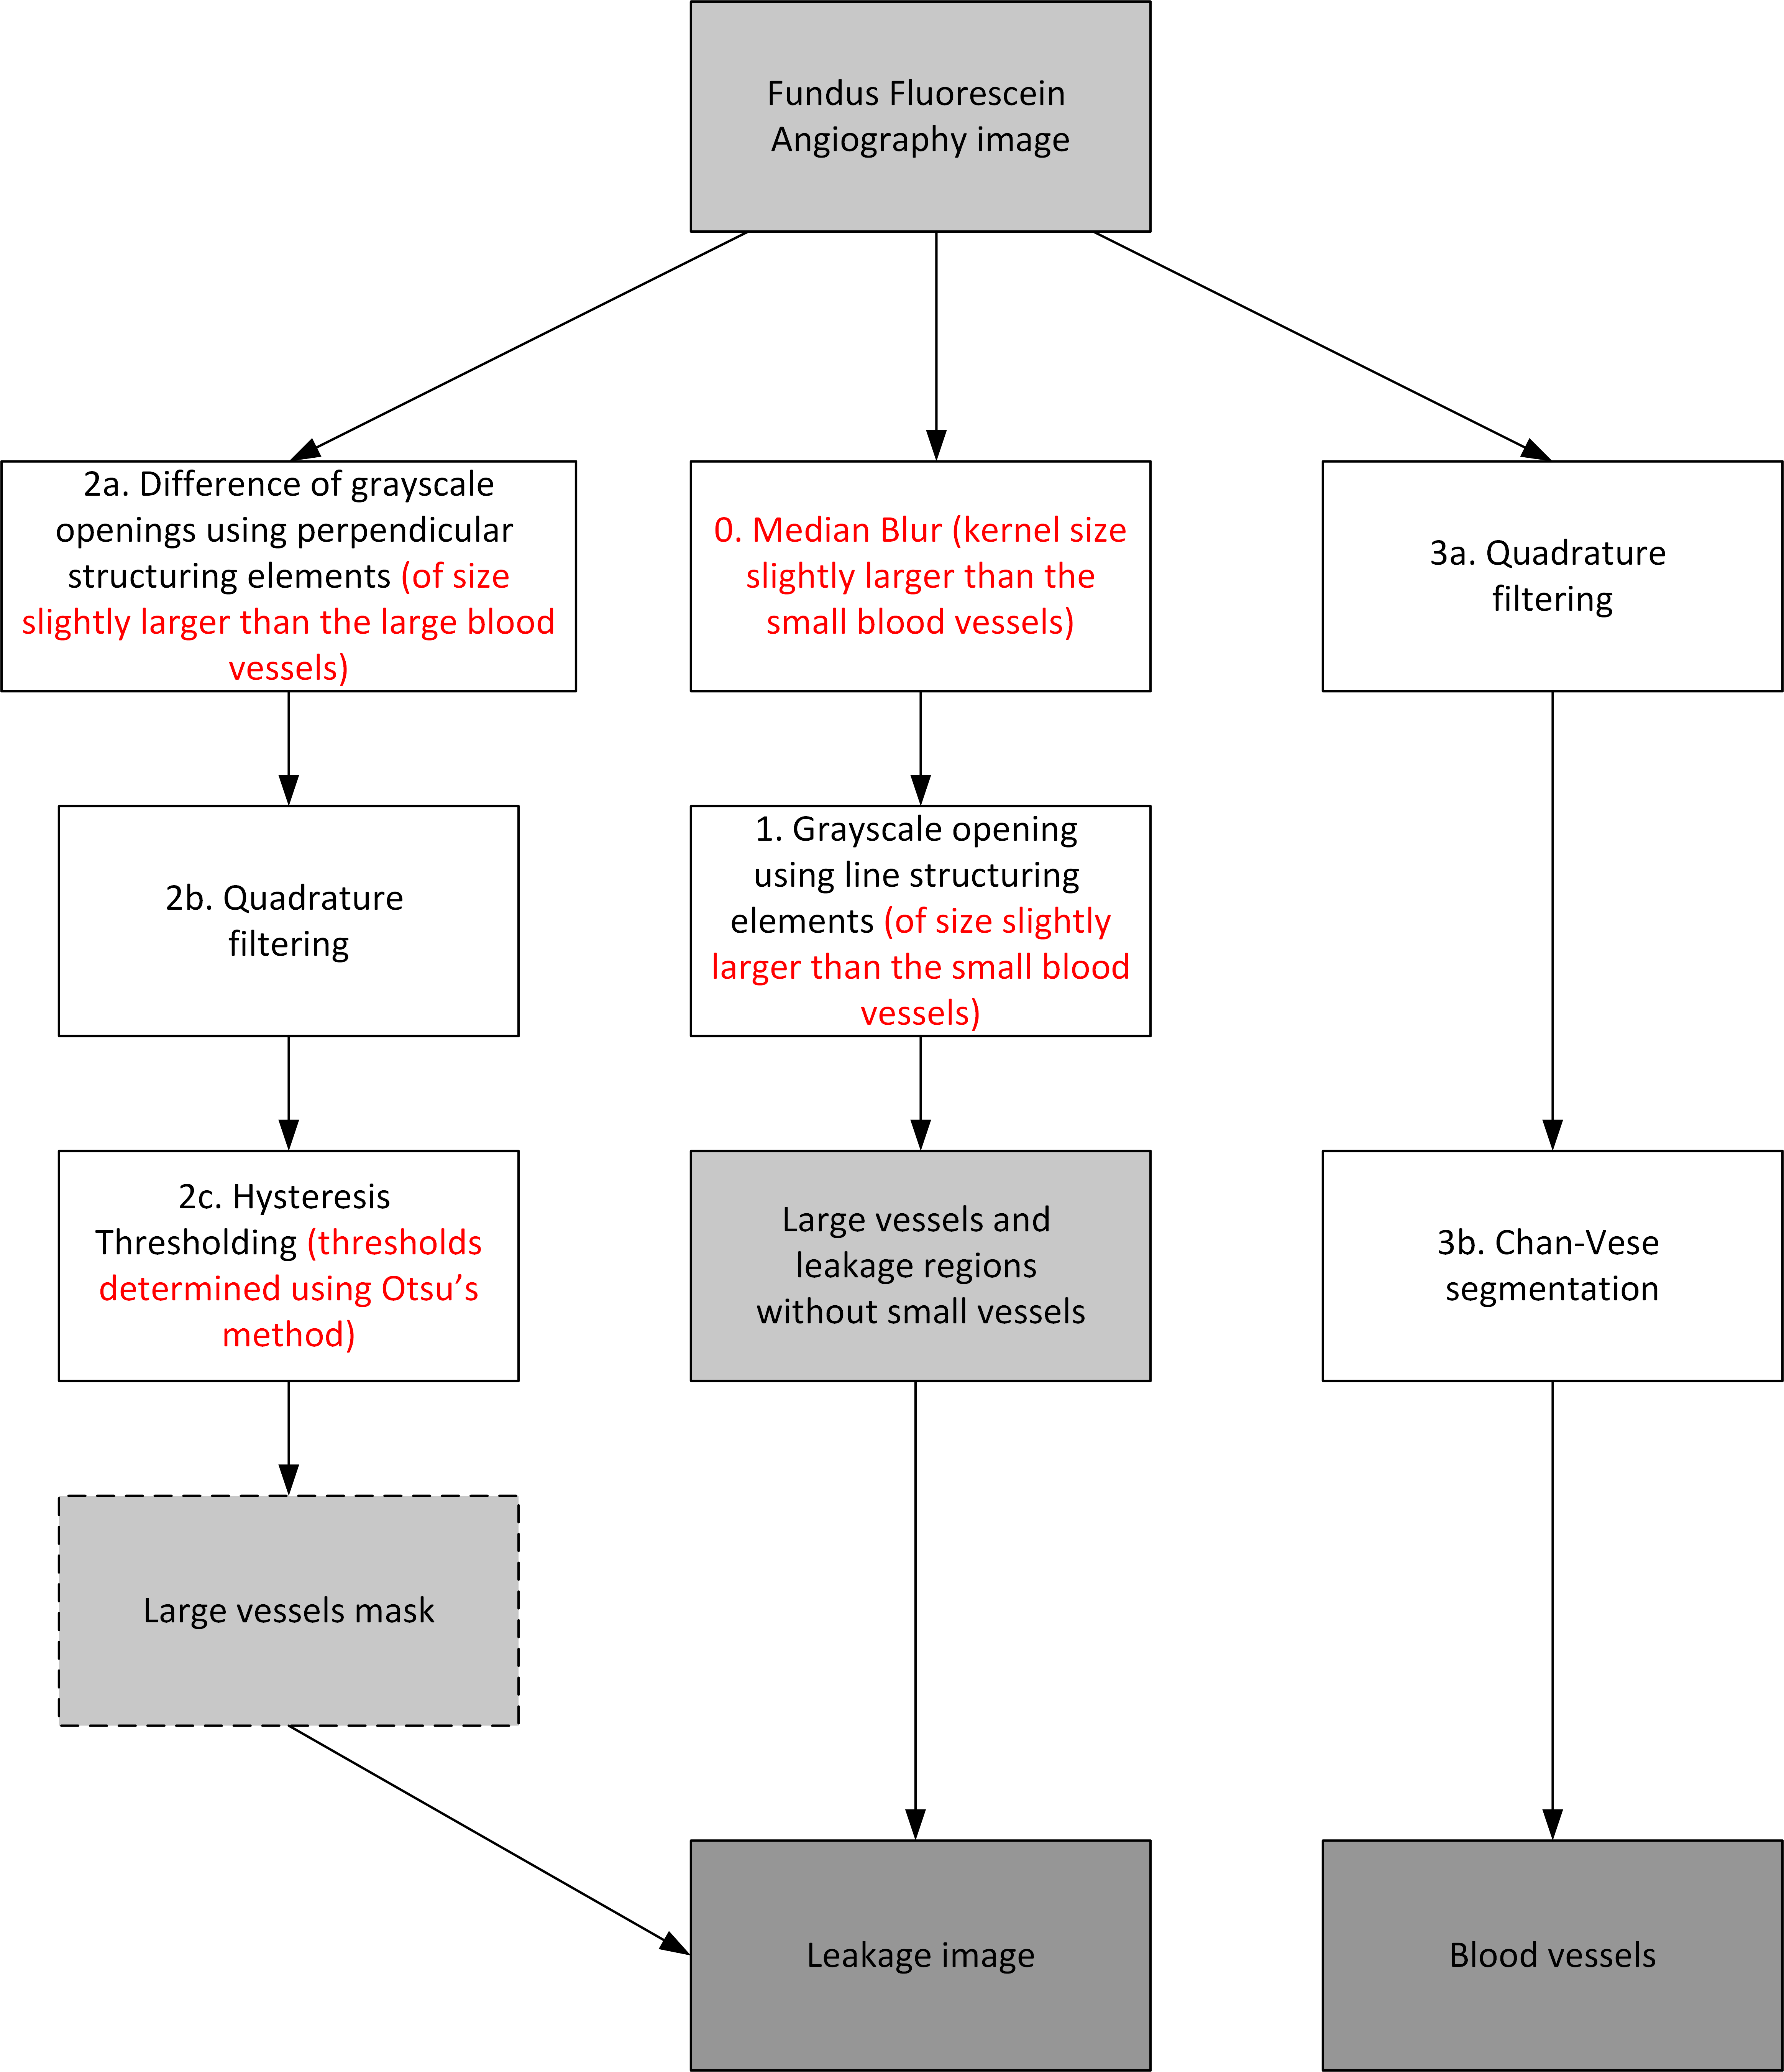 Fundus Fluorescein
Angiography image
2a. Difference of grayscale
openings using perpendicular
structuring elements (of size
slightly larger than the large blood
vessels)
0. Median Blur (kernel size
slightly larger than the
small blood vessels)
3a. Quadrature
filtering
2b. Quadrature
filtering
1. Grayscale opening
using line structuring
elements (of size slightly
larger than the small blood
vessels)
2c. Hysteresis
Thresholding (thresholds
determined using Otsu’s
method)
Large vessels and
leakage regions
without small vessels
3b. Chan-Vese
segmentation
Large vessels mask
Leakage image
Blood vessels